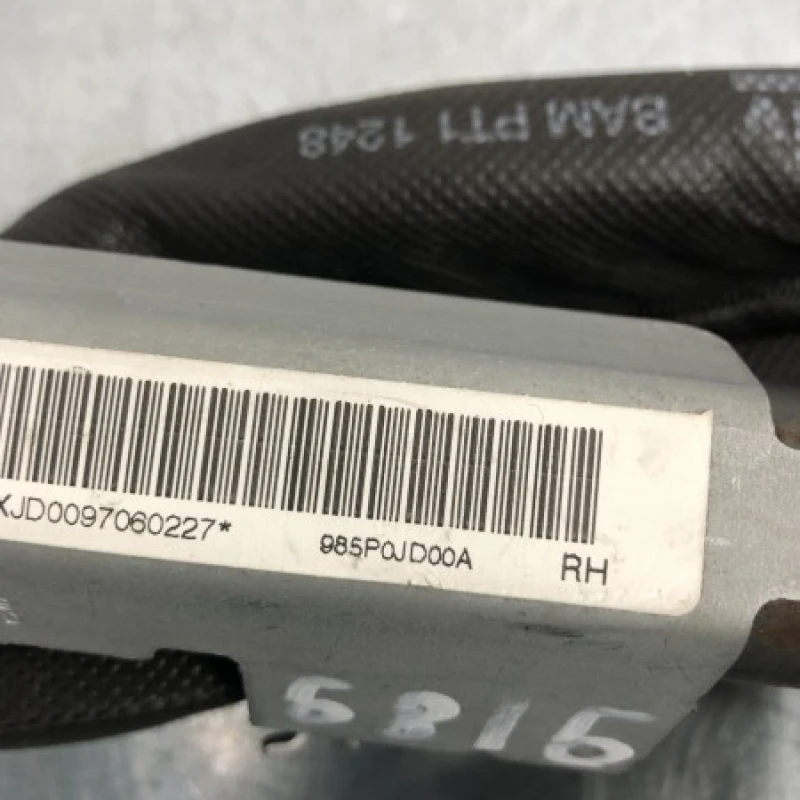 BAM PT1 1248
XJD0097060227*
985P0JD00A
RH
6816